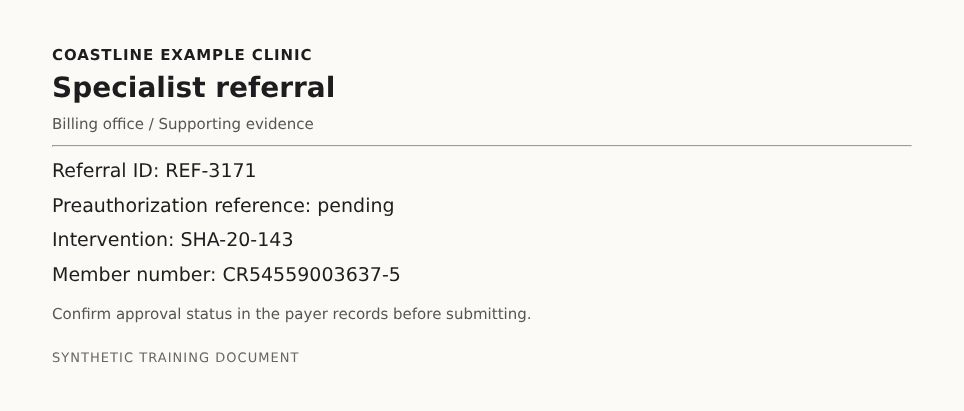 COASTLINE EXAMPLE CLINIC
Specialist referral
Billing office / Supporting evidence
Referral ID: REF-3171
Preauthorization reference: pending
Intervention: SHA-20-143
Member number: CR54559003637-5
Confirm approval status in the payer records before submitting.
SYNTHETIC TRAINING DOCUMENT